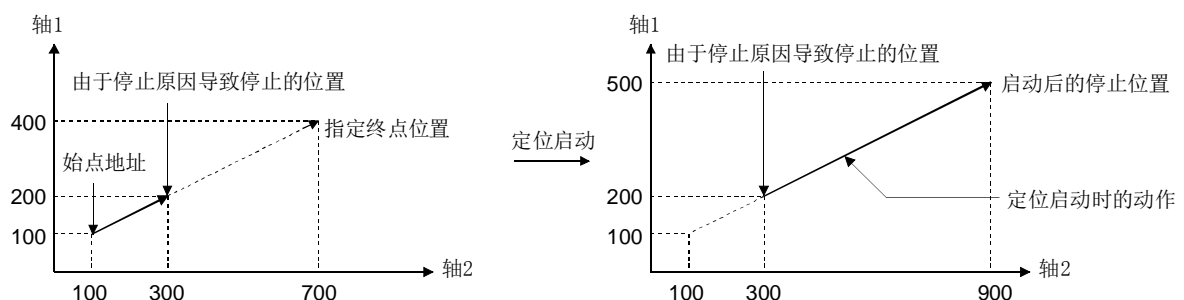 轴1
由于停止原因导致停止的位置
400
指定终点位置
始点地址
200
100
轴2
100 300 700
定位启动
轴1
由于停止原因导致停止的位置
500
启动后的停止位置
200
定位启动时的动作
100
轴2
100 300 900